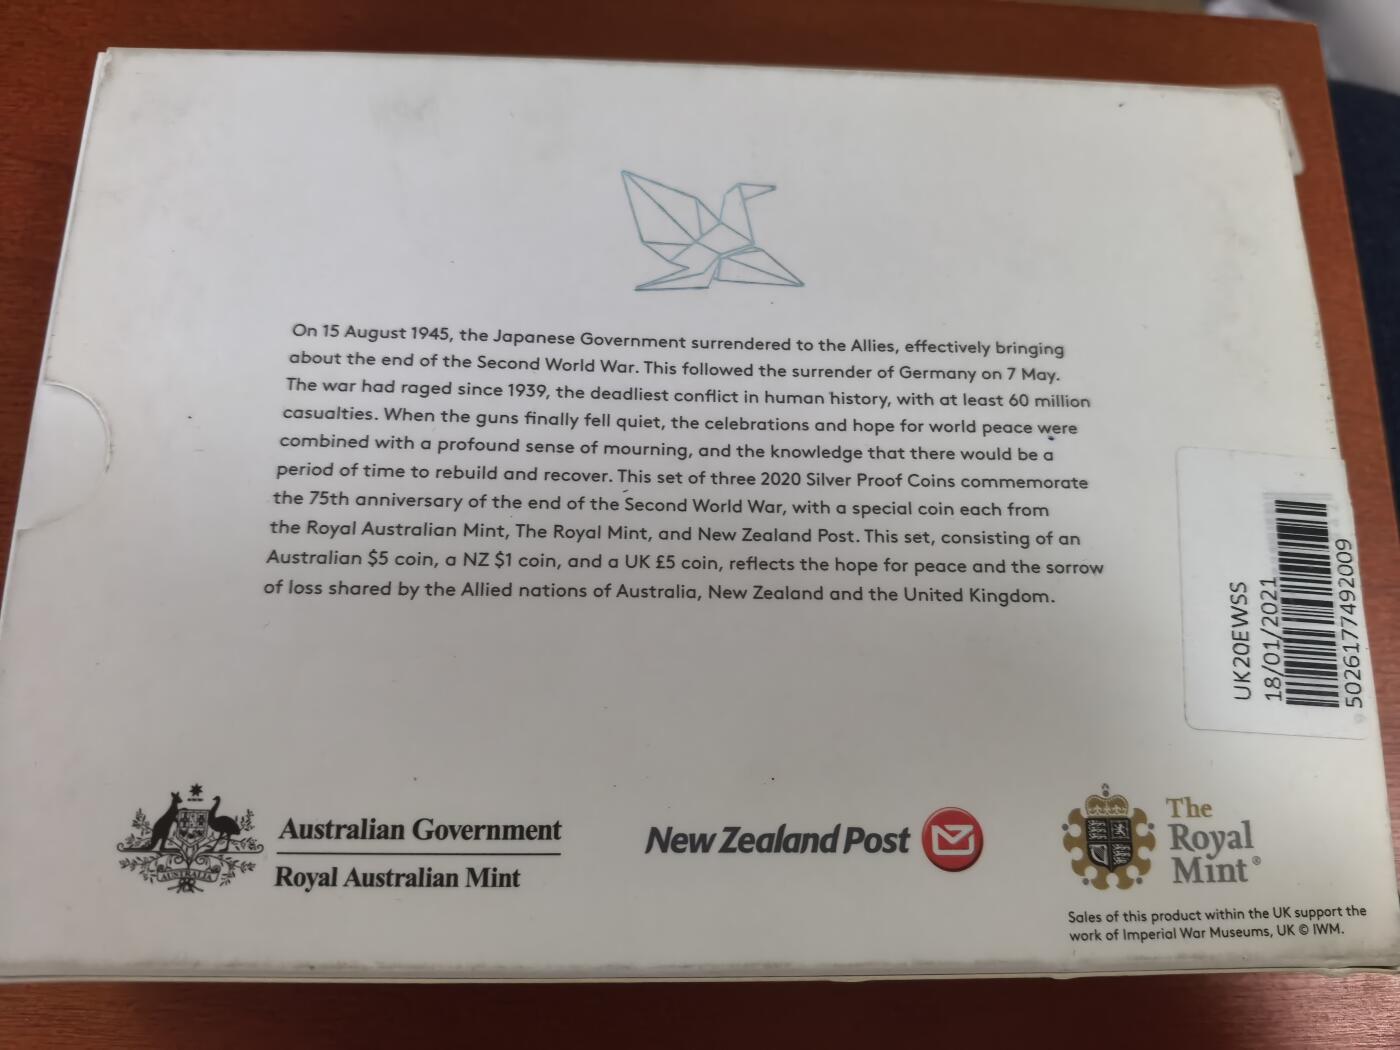 On 15 August 1945, the Japanese Government surrendered to the Allies, effectively bringing
about the end of the Second World War. This followed the surrender of Germany on 7 May.
The war had raged since 1939, the deadliest conflict in human history, with at least 60 million
casualties. When the guns finally fell quiet, the celebrations and hope for world peace were
combined with a profound sense of mourning, and the knowledge that there would be a
period of time to rebuild and recover. This set of three 2020 Silver Proof Coins commemorate
the 75th anniversary of the end of the Second World War, with a special coin each from
the Royal Australian Mint, The Royal Mint, and New Zealand Post. This set, consisting of an
Australian $5 coin, a NZ $1 coin, and a UK £5 coin, reflects the hope for peace and the sorrow
of loss shared by the Allied nations of Australia, New Zealand and the United Kingdom.
UK20EWSS
18/01/2021
5026177492009
AUSTRALIA
Australian Government
Royal Australian Mint
New Zealand Post
The
Royal
Mint®
Sales of this product within the UK support the
work of Imperial War Museums, UK © IWM.